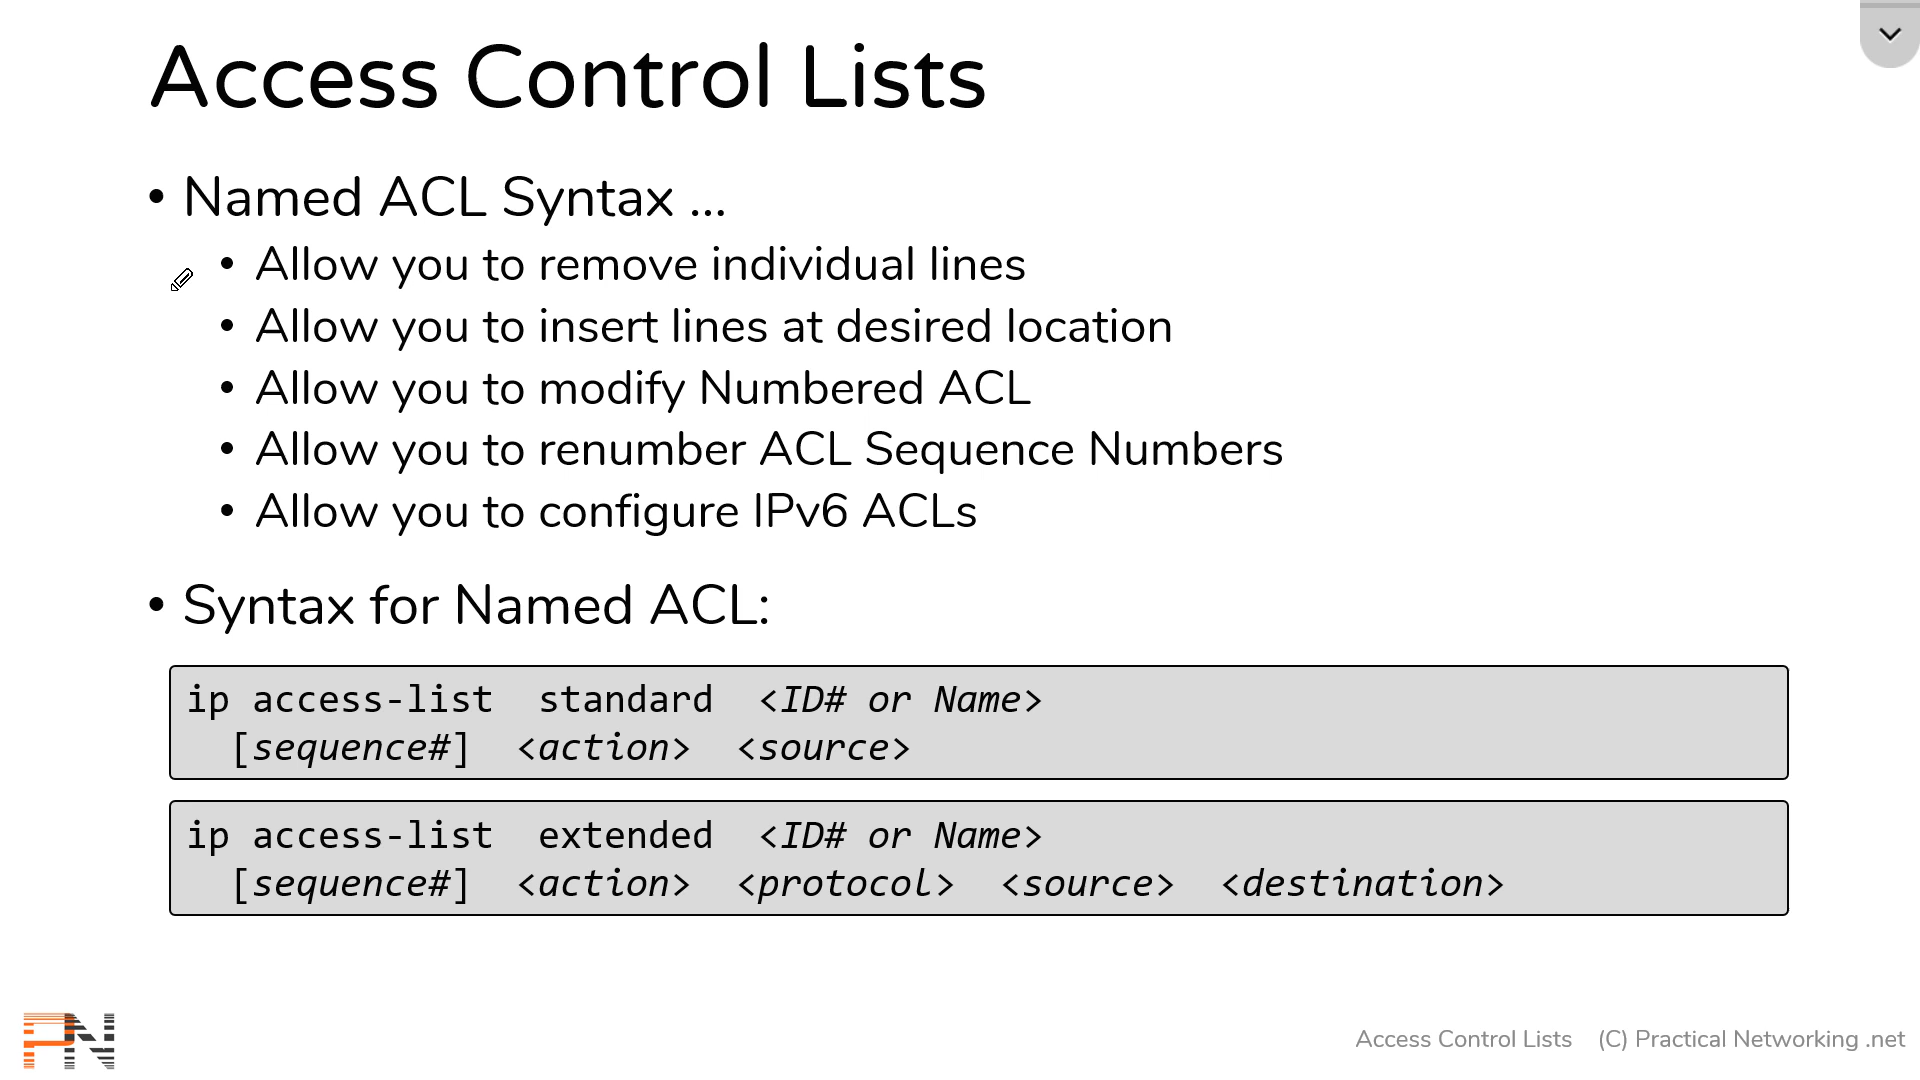 Access Control Lists
• Named ACL Syntax ...
• Allow you to remove individual lines
• Allow you to insert lines at desired location
• Allow you to modify Numbered ACL
• Allow you to renumber ACL Sequence Numbers
• Allow you to configure IPv6 ACLs
• Syntax for Named ACL:
ip access-list standard <ID# or Name>
[sequence#] <action> <source>
ip access-list extended <ID# or Name>
[sequence#] <action> <protocol> <source> <destination>
PN
Access Control Lists (C) Practical Networking .net